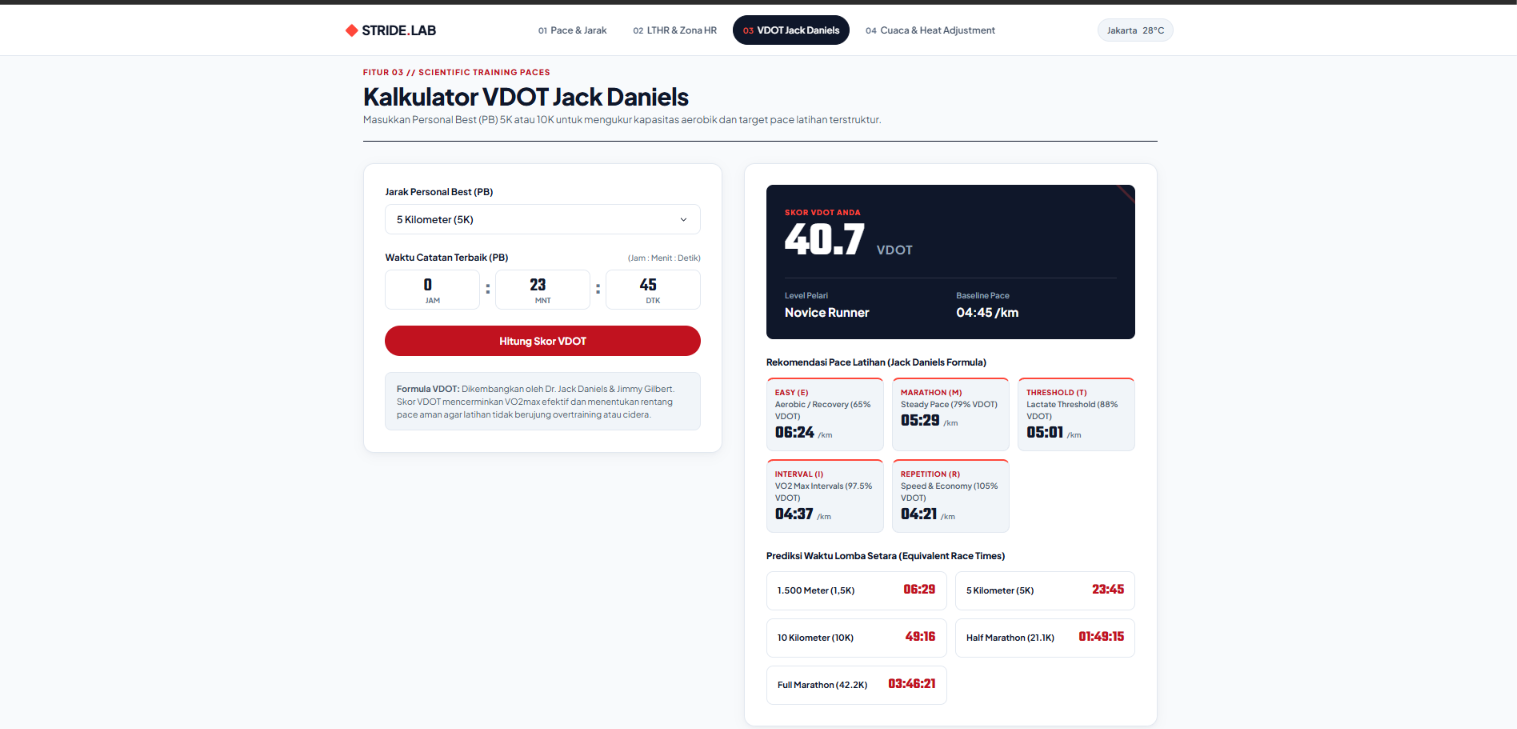 STRIDE.LAB
01 Pace & Jarak
02 LTHR & Zona HR
03 VDOT Jack Daniels
04 Cuaca & Heat Adjustment
Jakarta 28°C
FITUR 03 // SCIENTIFIC TRAINING PACES
Kalkulator VDOT Jack Daniels
Masukkan Personal Best (PB) 5K atau 10K untuk mengukur kapasitas aerobik dan target pace latihan terstruktur.
Jarak Personal Best (PB)
5 Kilometer (5K)
Waktu Catatan Terbaik (PB)
(Jam : Menit : Detik)
0 : 23 : 45
JAM MNT DTK
Hitung Skor VDOT
Formula VDOT: Dikembangkan oleh Dr. Jack Daniels & Jimmy Gilbert.
Skor VDOT mencerminkan VO2max efektif dan menentukan rentang
pace aman agar latihan tidak berujung overtraining atau cidera.
SKOR VDOT ANDA
40.7 VDOT
Level Pelari
Novice Runner
Baseline Pace
04:45 /km
Rekomendasi Pace Latihan (Jack Daniels Formula)
EASY (E)
Aerobic / Recovery (65%
VDOT)
06:24 /km
MARATHON (M)
Steady Pace (79% VDOT)
05:29 /km
THRESHOLD (T)
Lactate Threshold (88%
VDOT)
05:01 /km
INTERVAL (I)
VO2 Max Intervals (97.5%
VDOT)
04:37 /km
REPETITION (R)
Speed & Economy (105%
VDOT)
04:21 /km
Prediksi Waktu Lomba Setara (Equivalent Race Times)
1.500 Meter (1,5K) 06:29
5 Kilometer (5K) 23:45
10 Kilometer (10K) 49:16
Half Marathon (21.1K) 01:49:15
Full Marathon (42.2K) 03:46:21